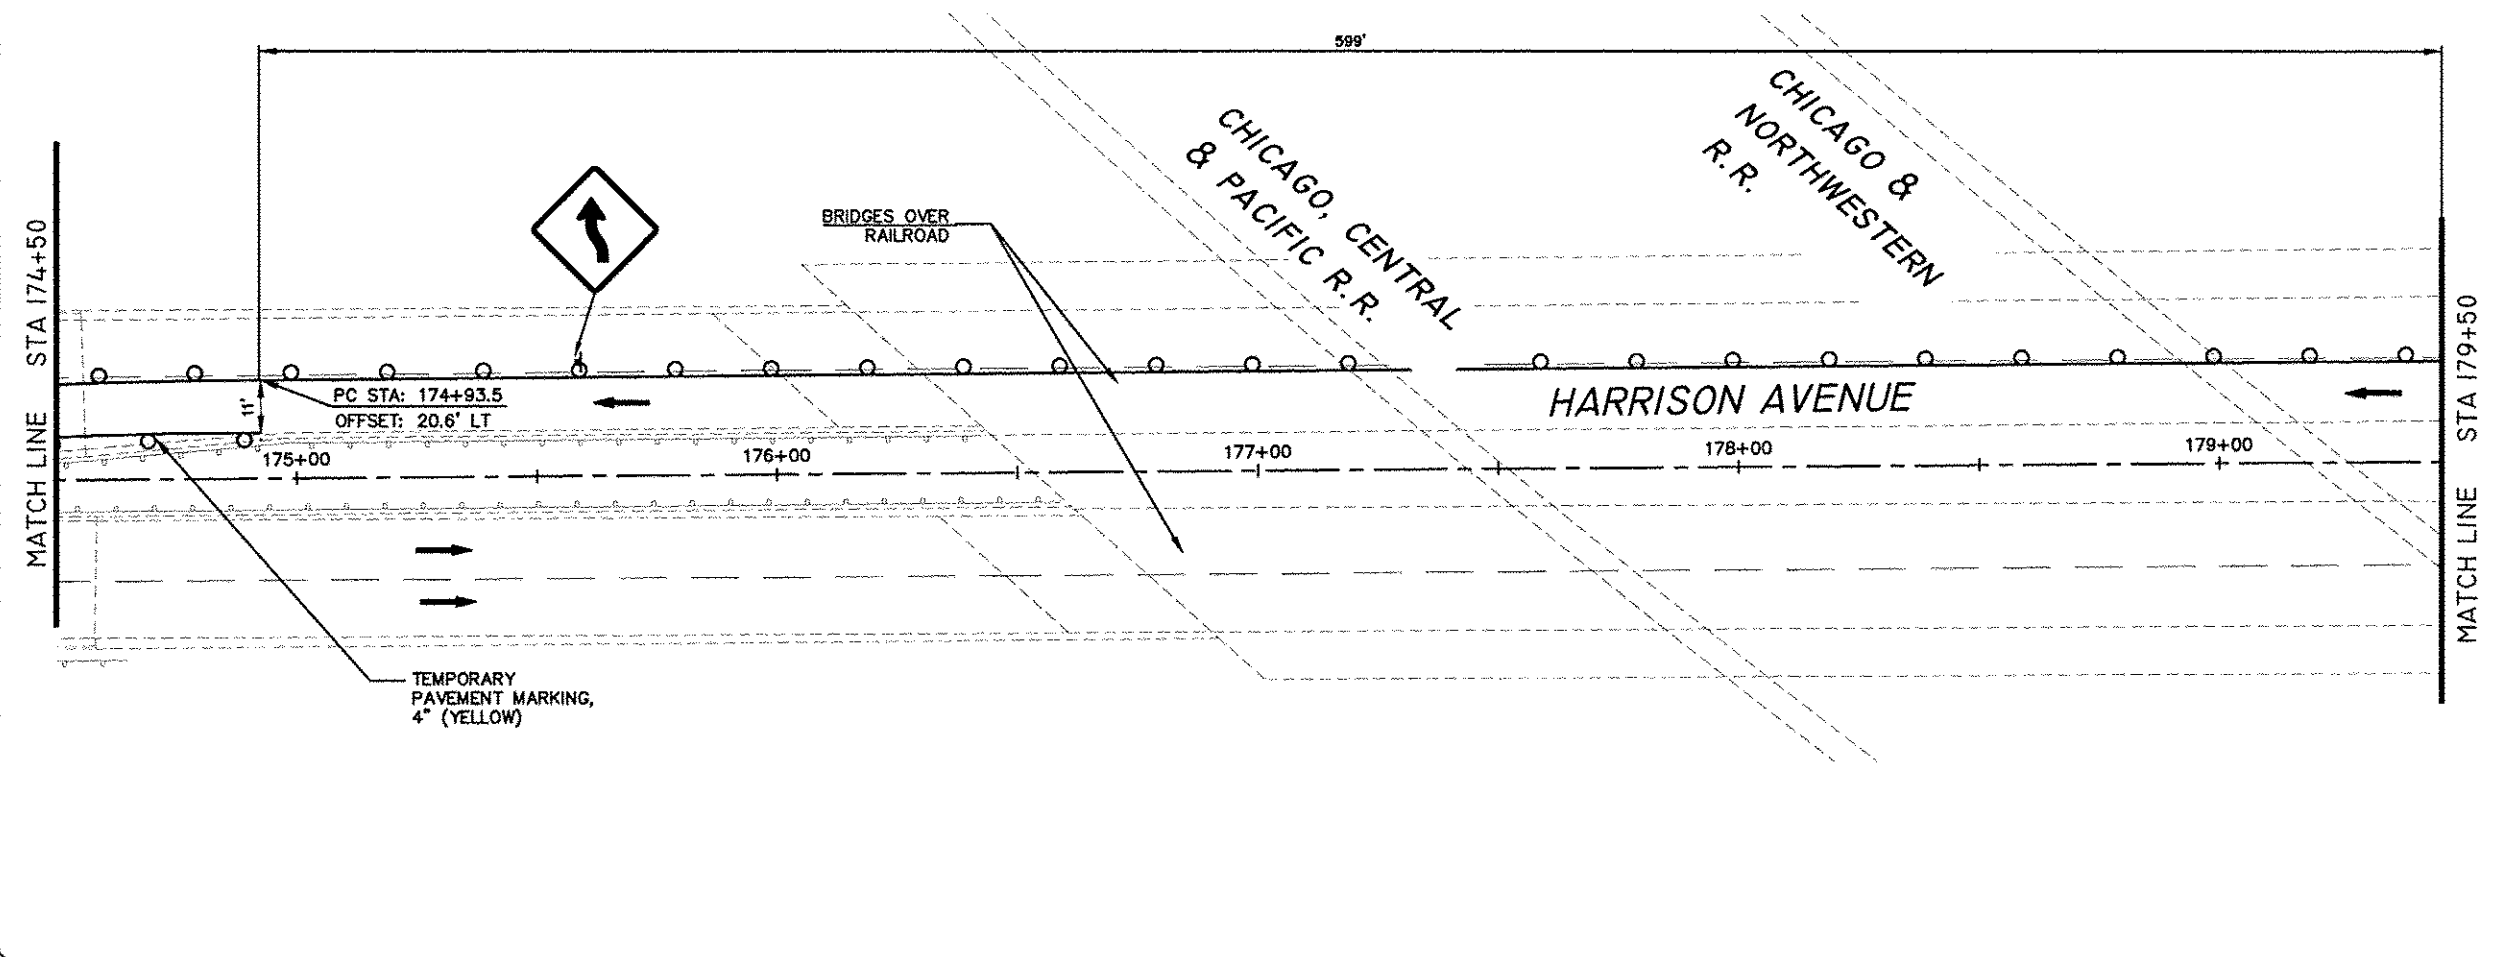 599'
CHICAGO, CENTRAL
& PACIFIC R.R.
CHICAGO &
NORTHWESTERN
R.R.
BRIDGES OVER
RAILROAD
MATCH LINE STA 174+50
PC STA: 174+93.5
OFFSET: 20.6' LT
11'
HARRISON AVENUE
175+00
176+00
177+00
178+00
179+00
MATCH LINE STA 179+50
TEMPORARY
PAVEMENT MARKING,
4" (YELLOW)